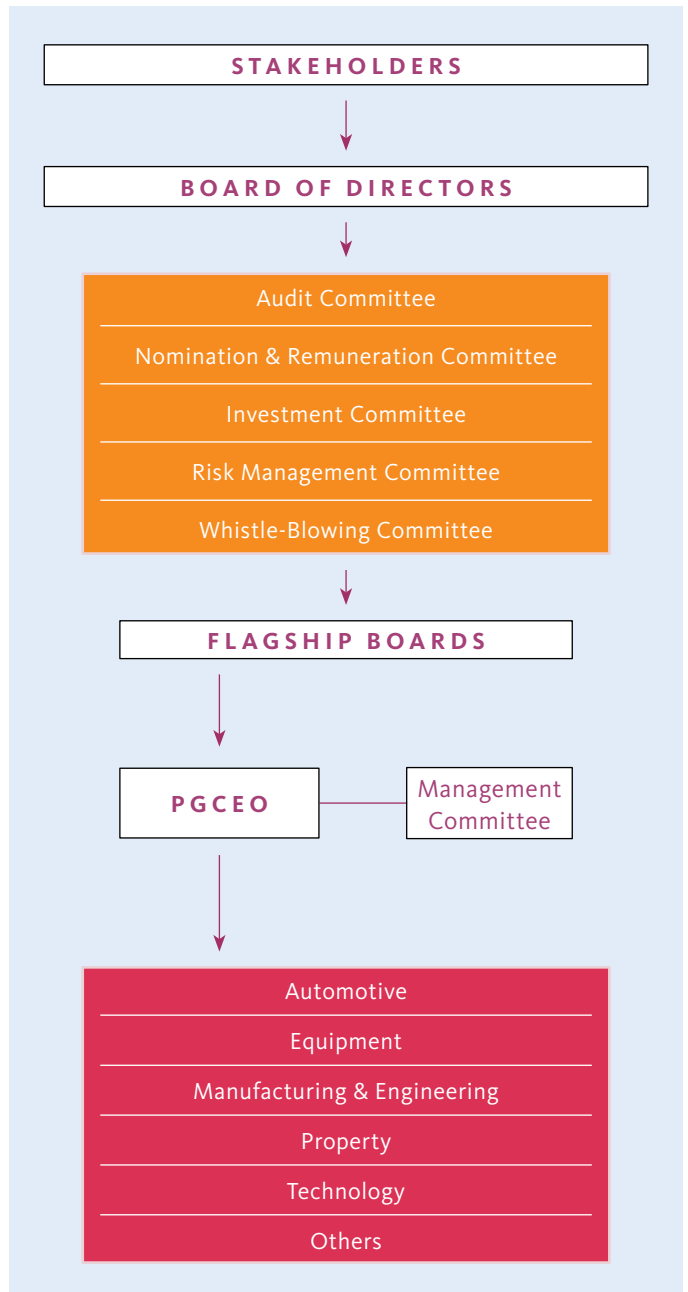 STAKEHOLDERS
BOARD OF DIRECTORS
Audit Committee
Nomination & Remuneration Committee
Investment Committee
Risk Management Committee
Whistle-Blowing Committee
FLAGSHIP BOARDS
PGCEO
Management
Committee
Automotive
Equipment
Manufacturing & Engineering
Property
Technology
Others